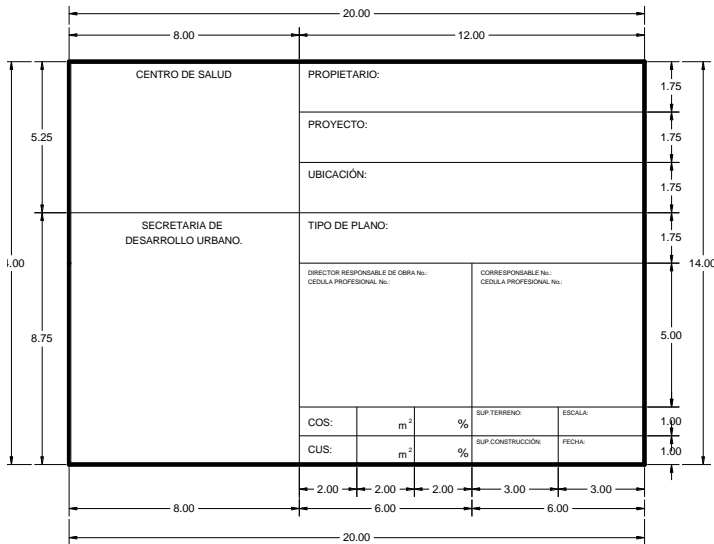 20.00
8.00
12.00
CENTRO DE SALUD
PROPIETARIO:
1.75
5.25
PROYECTO:
1.75
UBICACIÓN:
1.75
SECRETARIA DE
DESARROLLO URBANO.
TIPO DE PLANO:
1.75
14.00
DIRECTOR RESPONSABLE DE OBRA No.:
CEDULA PROFESIONAL No.:
CORRESPONSABLE No.:
CEDULA PROFESIONAL No.:
8.75
5.00
COS:
m²
%
SUP.TERRENO:
ESCALA:
1.00
CUS:
m²
%
SUP.CONSTRUCCIÓN:
FECHA:
1.00
2.00
2.00
2.00
3.00
3.00
8.00
6.00
6.00
20.00